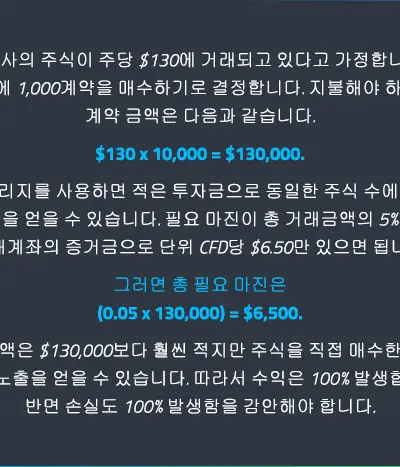 사의 주식이 주당 $130에 거래되고 있다고 가정합니
에 1,000계약을 매수하기로 결정합니다. 지불해야 하
계약 금액은 다음과 같습니다.
$130 x 10,000 = $130,000.
리지를 사용하면 적은 투자금으로 동일한 주식 수에
을 얻을 수 있습니다. 필요 마진이 총 거래금액의 5%
래계좌의 증거금으로 단위 CFD당 $6.50만 있으면 됩니
그러면 총 필요 마진은
(0.05 x 130,000) = $6,500.
액은 $130,000보다 훨씬 적지만 주식을 직접 매수한
노출을 얻을 수 있습니다. 따라서 수익은 100% 발생함
반면 손실도 100% 발생함을 감안해야 합니다.